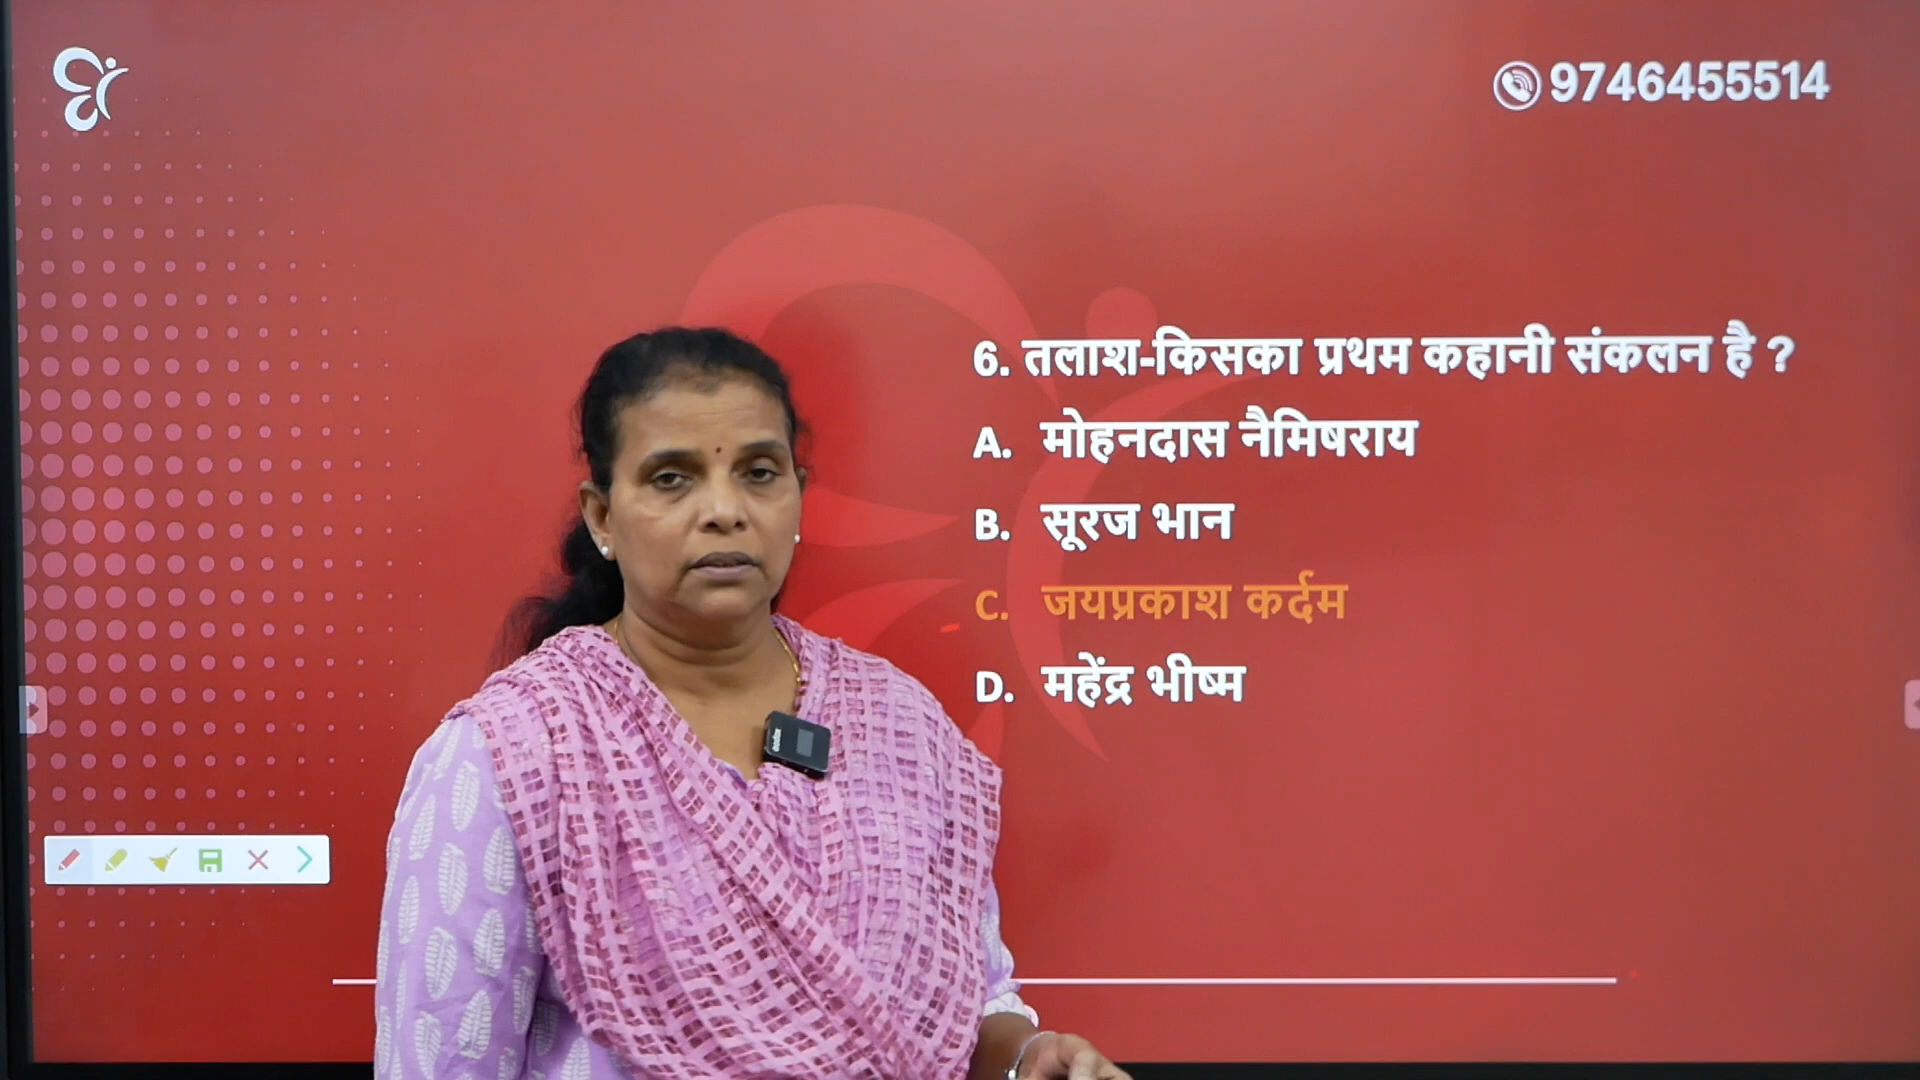 9746455514
6. तलाश-किसका प्रथम कहानी संकलन है ?
A. मोहनदास नैमिषराय
B. सूरज भान
C. जयप्रकाश कर्दम
D. महेंद्र भीष्म